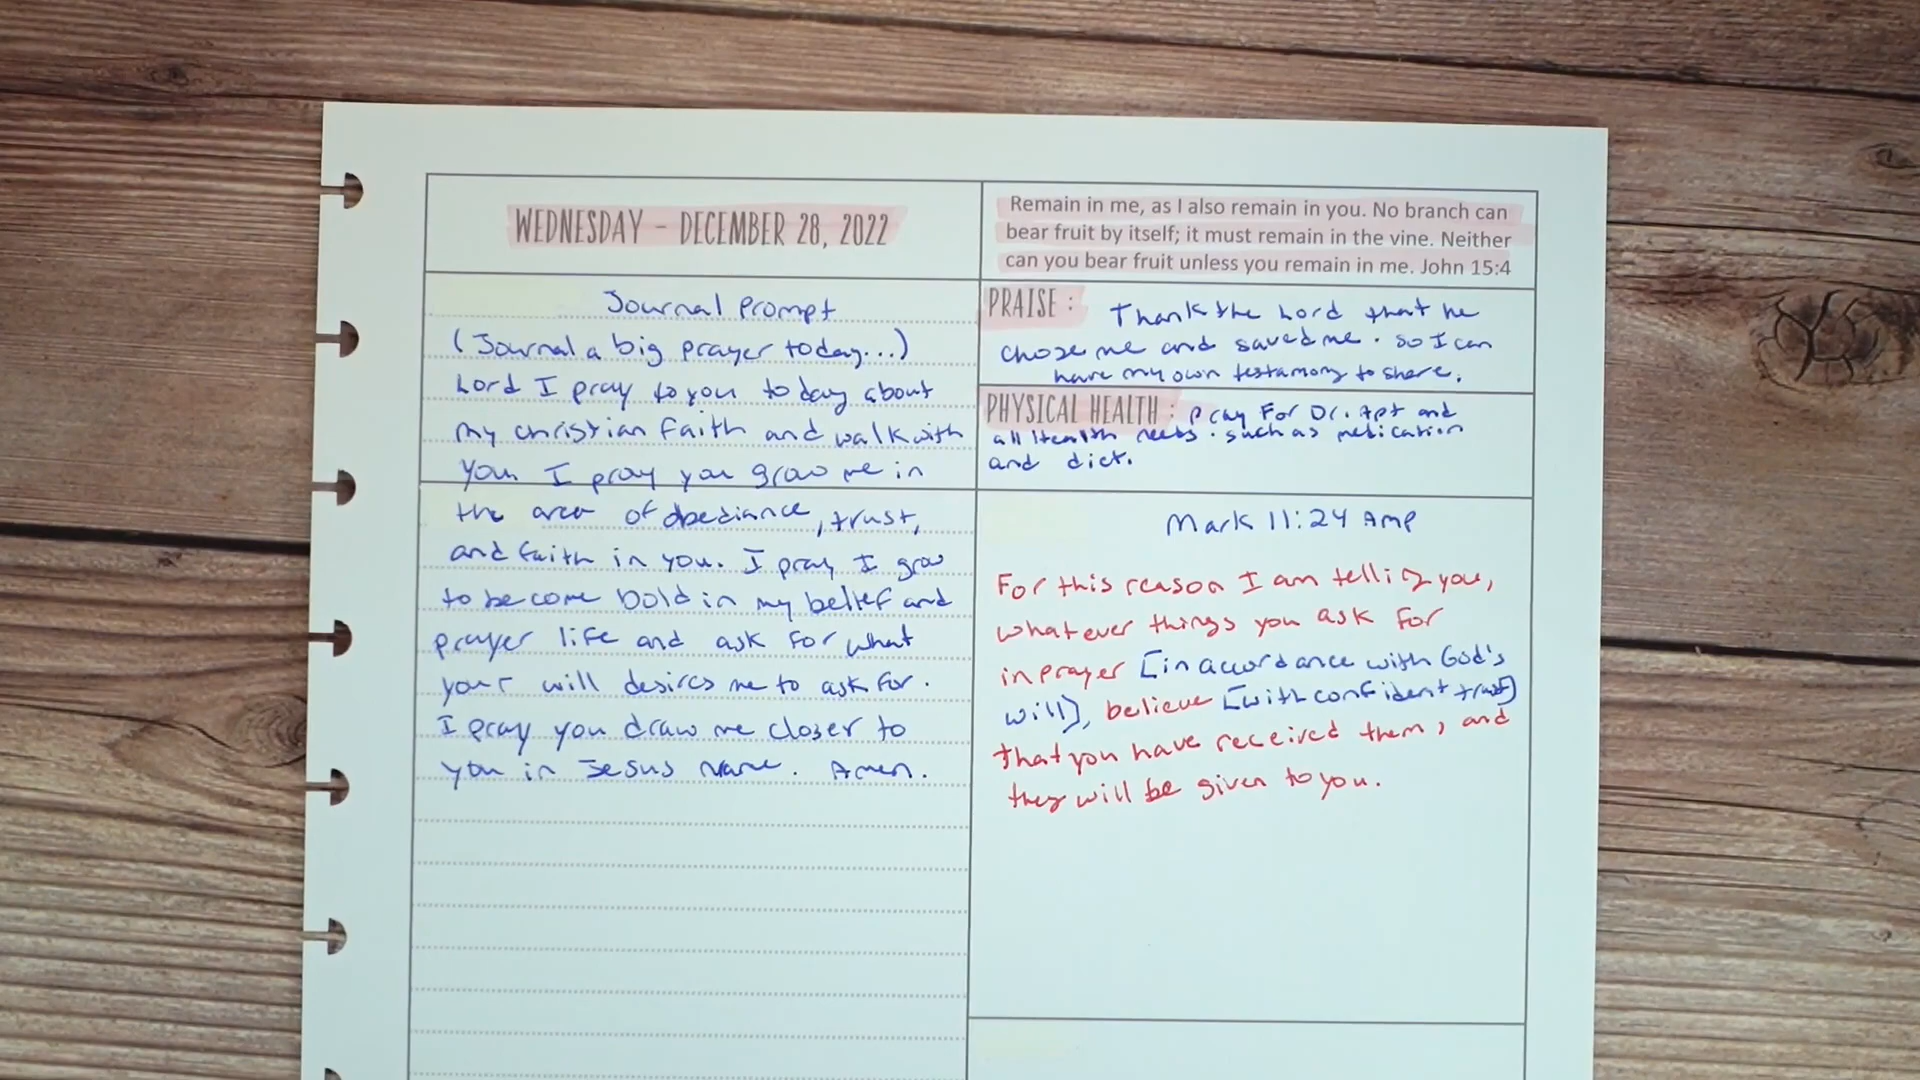 WEDNESDAY - DECEMBER 28, 2022
Journal Prompt
(Journal a big prayer today...)
Lord I pray to you today about
my christian faith and walk with
you. I pray you grow me in
the area of obediance, trust,
and faith in you. I pray I grow
to become bold in my belief and
prayer life and ask for what
your will desires me to ask for.
I pray you draw me closer to
you in Jesus Name. Amen.
Remain in me, as I also remain in you. No branch can
bear fruit by itself; it must remain in the vine. Neither
can you bear fruit unless you remain in me. John 15:4
PRAISE : Thank the Lord that he
chose me and saved me. so I can
have my own testamony to share.
PHYSICAL HEALTH : pray For Dr. Apt and
all Health needs. such as medication
and diet.
Mark 11:24 Amp
For this reason I am telling you,
whatever things you ask for
in prayer [in accordance with God's
will], believe [with confident trust]
that you have received them, and
they will be given to you.